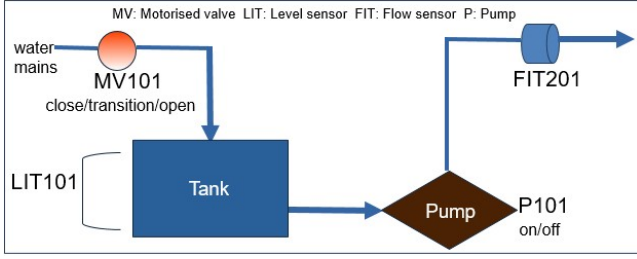 MV: Motorised valve  LIT: Level sensor  FIT: Flow sensor  P: Pump
water
mains
MV101
close/transition/open
FIT201
LIT101
Tank
Pump
P101
on/off